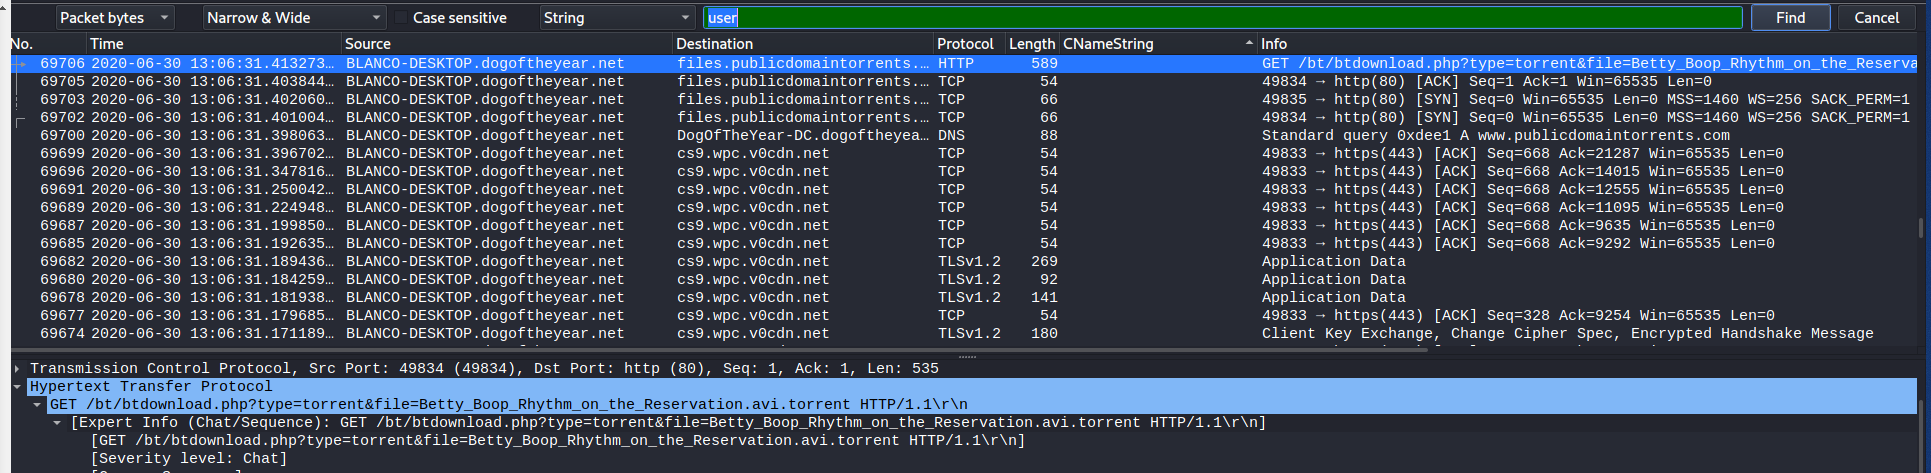 Packet bytes Narrow & Wide Case sensitive String user Find Cancel
No. Time Source Destination Protocol Length CNameString Info
69706 2020-06-30 13:06:31.413273… BLANCO-DESKTOP.dogoftheyear.net files.publicdomaintorrents.… HTTP 589 GET /bt/btdownload.php?type=torrent&file=Betty_Boop_Rhythm_on_the_Reserva
69705 2020-06-30 13:06:31.403844… BLANCO-DESKTOP.dogoftheyear.net files.publicdomaintorrents.… TCP 54 49834 → http(80) [ACK] Seq=1 Ack=1 Win=65535 Len=0
69703 2020-06-30 13:06:31.402060… BLANCO-DESKTOP.dogoftheyear.net files.publicdomaintorrents.… TCP 66 49835 → http(80) [SYN] Seq=0 Win=65535 Len=0 MSS=1460 WS=256 SACK_PERM=1
69702 2020-06-30 13:06:31.401004… BLANCO-DESKTOP.dogoftheyear.net files.publicdomaintorrents.… TCP 66 49834 → http(80) [SYN] Seq=0 Win=65535 Len=0 MSS=1460 WS=256 SACK_PERM=1
69700 2020-06-30 13:06:31.398063… BLANCO-DESKTOP.dogoftheyear.net DogOfTheYear-DC.dogoftheyea… DNS 88 Standard query 0xdee1 A www.publicdomaintorrents.com
69699 2020-06-30 13:06:31.396702… BLANCO-DESKTOP.dogoftheyear.net cs9.wpc.v0cdn.net TCP 54 49833 → https(443) [ACK] Seq=668 Ack=21287 Win=65535 Len=0
69696 2020-06-30 13:06:31.347816… BLANCO-DESKTOP.dogoftheyear.net cs9.wpc.v0cdn.net TCP 54 49833 → https(443) [ACK] Seq=668 Ack=14015 Win=65535 Len=0
69691 2020-06-30 13:06:31.250042… BLANCO-DESKTOP.dogoftheyear.net cs9.wpc.v0cdn.net TCP 54 49833 → https(443) [ACK] Seq=668 Ack=12555 Win=65535 Len=0
69689 2020-06-30 13:06:31.224948… BLANCO-DESKTOP.dogoftheyear.net cs9.wpc.v0cdn.net TCP 54 49833 → https(443) [ACK] Seq=668 Ack=11095 Win=65535 Len=0
69687 2020-06-30 13:06:31.199850… BLANCO-DESKTOP.dogoftheyear.net cs9.wpc.v0cdn.net TCP 54 49833 → https(443) [ACK] Seq=668 Ack=9635 Win=65535 Len=0
69685 2020-06-30 13:06:31.192635… BLANCO-DESKTOP.dogoftheyear.net cs9.wpc.v0cdn.net TCP 54 49833 → https(443) [ACK] Seq=668 Ack=9292 Win=65535 Len=0
69682 2020-06-30 13:06:31.189436… BLANCO-DESKTOP.dogoftheyear.net cs9.wpc.v0cdn.net TLSv1.2 269 Application Data
69680 2020-06-30 13:06:31.184259… BLANCO-DESKTOP.dogoftheyear.net cs9.wpc.v0cdn.net TLSv1.2 92 Application Data
69678 2020-06-30 13:06:31.181938… BLANCO-DESKTOP.dogoftheyear.net cs9.wpc.v0cdn.net TLSv1.2 141 Application Data
69677 2020-06-30 13:06:31.179685… BLANCO-DESKTOP.dogoftheyear.net cs9.wpc.v0cdn.net TCP 54 49833 → https(443) [ACK] Seq=328 Ack=9254 Win=65535 Len=0
69674 2020-06-30 13:06:31.171189… BLANCO-DESKTOP.dogoftheyear.net cs9.wpc.v0cdn.net TLSv1.2 180 Client Key Exchange, Change Cipher Spec, Encrypted Handshake Message
Transmission Control Protocol, Src Port: 49834 (49834), Dst Port: http (80), Seq: 1, Ack: 1, Len: 535
Hypertext Transfer Protocol
GET /bt/btdownload.php?type=torrent&file=Betty_Boop_Rhythm_on_the_Reservation.avi.torrent HTTP/1.1\r\n
[Expert Info (Chat/Sequence): GET /bt/btdownload.php?type=torrent&file=Betty_Boop_Rhythm_on_the_Reservation.avi.torrent HTTP/1.1\r\n]
[GET /bt/btdownload.php?type=torrent&file=Betty_Boop_Rhythm_on_the_Reservation.avi.torrent HTTP/1.1\r\n]
[Severity level: Chat]